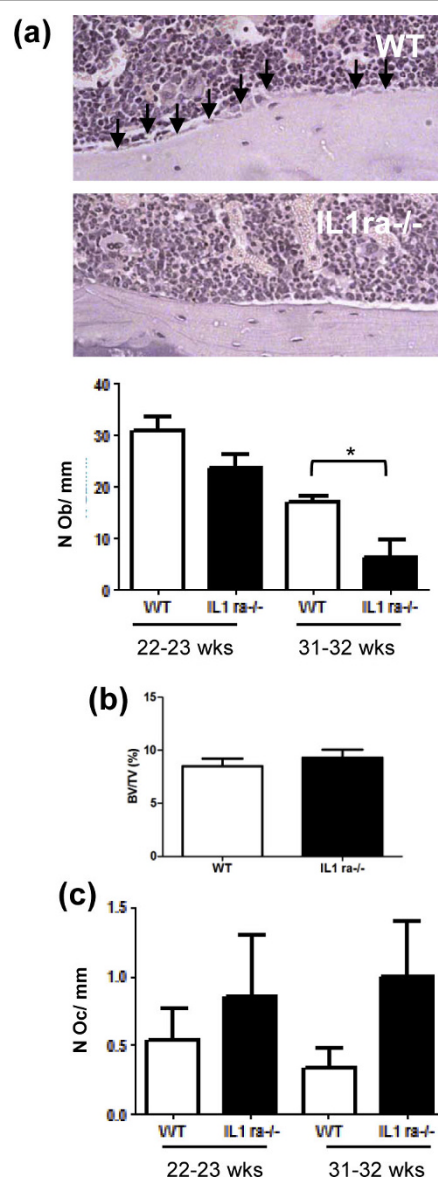 (a)
WT
IL1ra-/-
40
30
20
10
0
N Ob/ mm
*
WT IL1 ra-/- WT IL1 ra-/-
22-23 wks 31-32 wks
(b)
15
10
5
0
BV/TV (%)
WT IL1 ra-/-
(c)
1.5
1.0
0.5
0.0
N Oc/ mm
WT IL1 ra-/- WT IL1 ra-/-
22-23 wks 31-32 wks